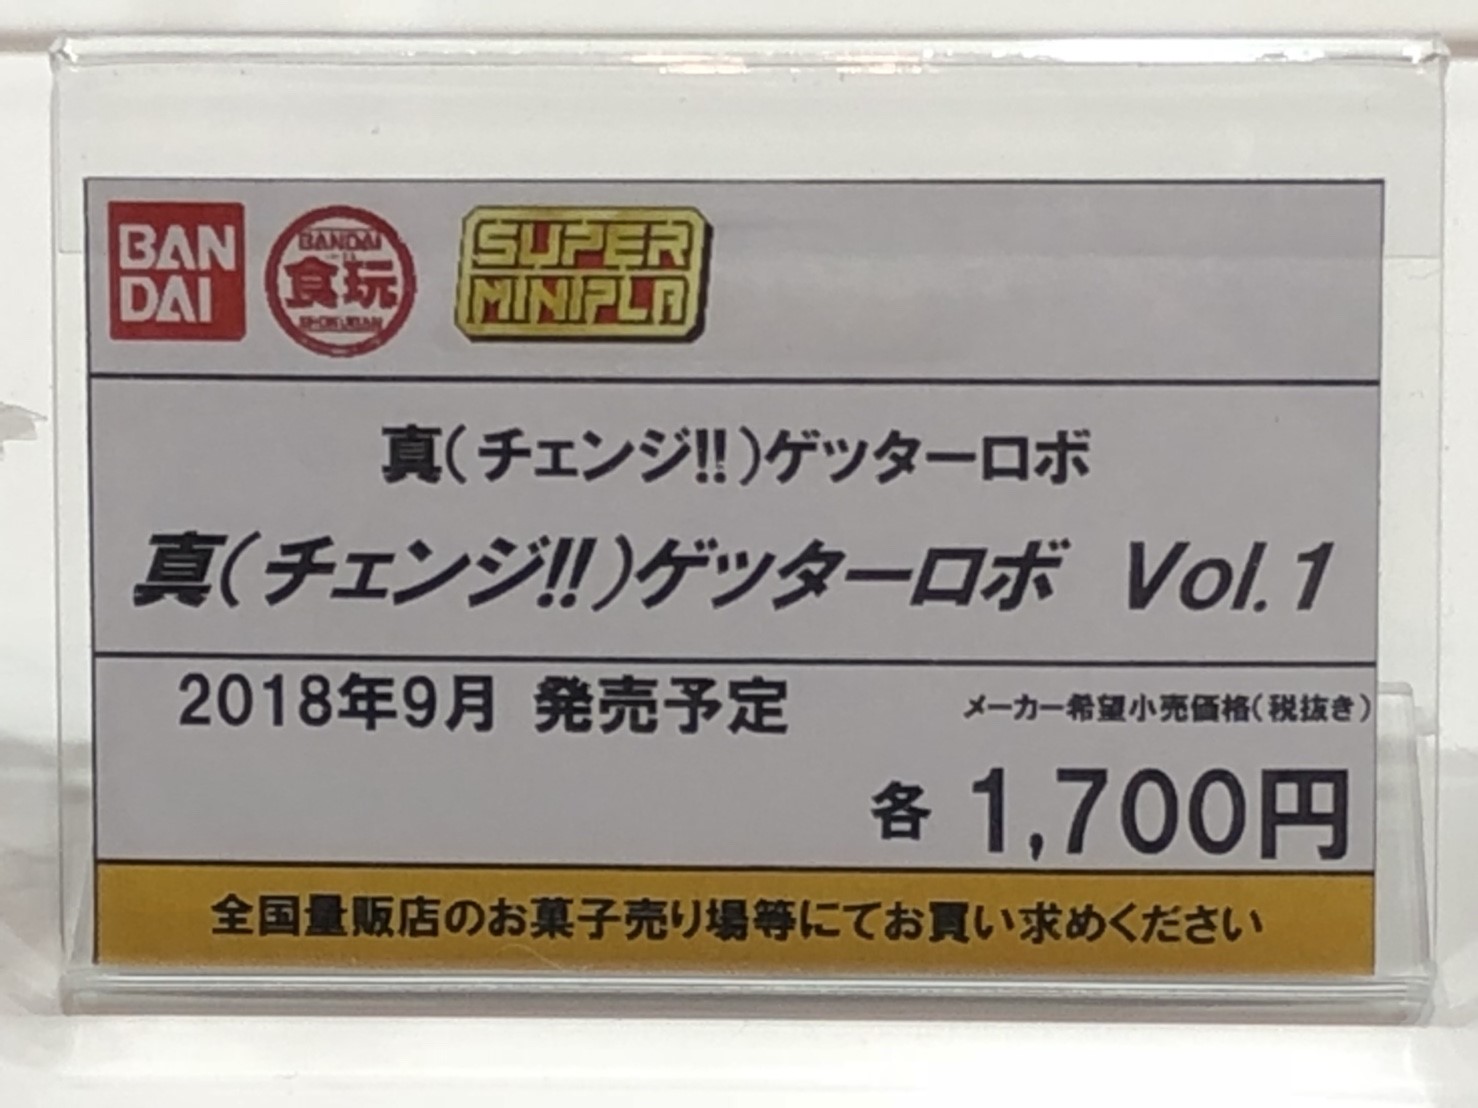 BAN
DAI
BANDAI
食玩
SHOKUGAN
SUPER
MINIPLA
真(チェンジ!!)ゲッターロボ
真(チェンジ!!)ゲッターロボ Vol.1
2018年9月 発売予定
メーカー希望小売価格(税抜き)
各 1,700円
全国量販店のお菓子売り場等にてお買い求めください